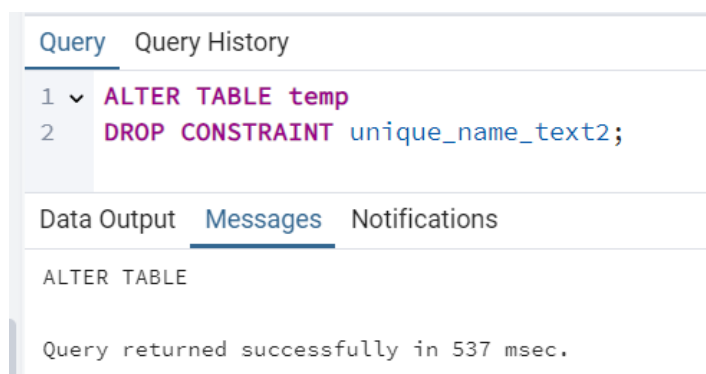 Query Query History
1 ALTER TABLE temp
2 DROP CONSTRAINT unique_name_text2;
Data Output Messages Notifications
ALTER TABLE
Query returned successfully in 537 msec.